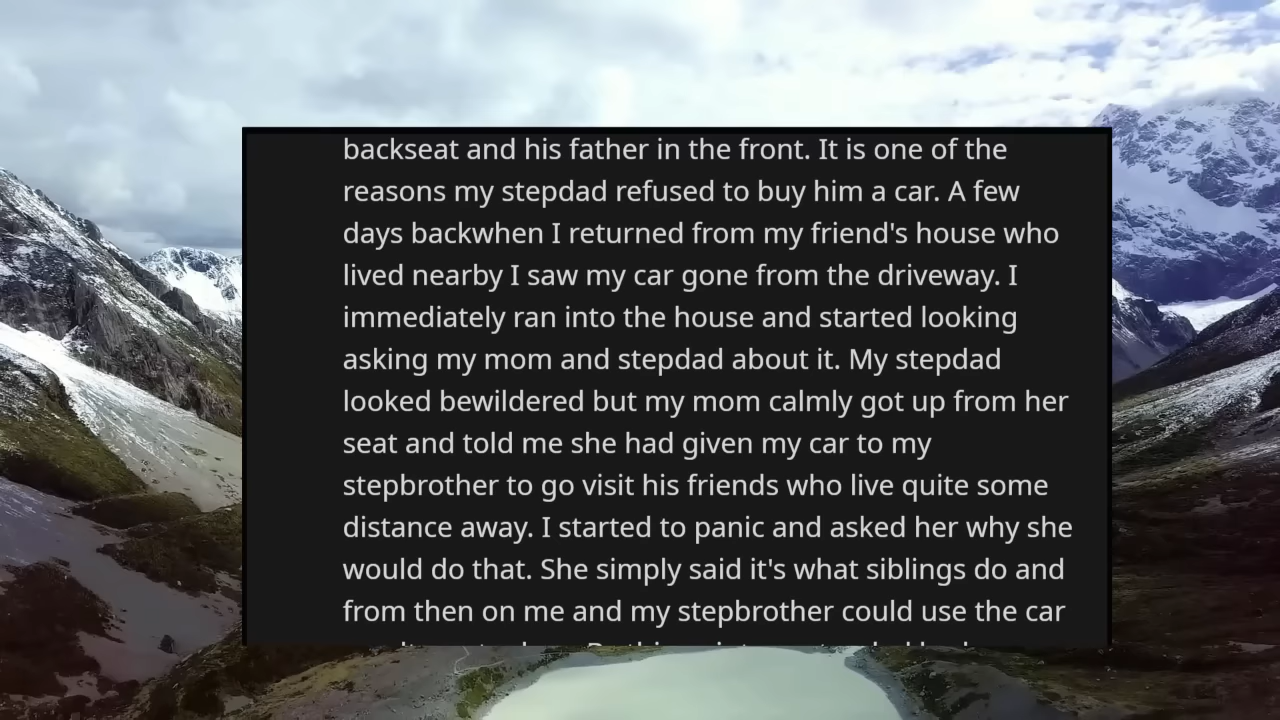 backseat and his father in the front. It is one of the
reasons my stepdad refused to buy him a car. A few
days backwhen I returned from my friend's house who
lived nearby I saw my car gone from the driveway. I
immediately ran into the house and started looking
asking my mom and stepdad about it. My stepdad
looked bewildered but my mom calmly got up from her
seat and told me she had given my car to my
stepbrother to go visit his friends who live quite some
distance away. I started to panic and asked her why she
would do that. She simply said it's what siblings do and
from then on me and my stepbrother could use the car